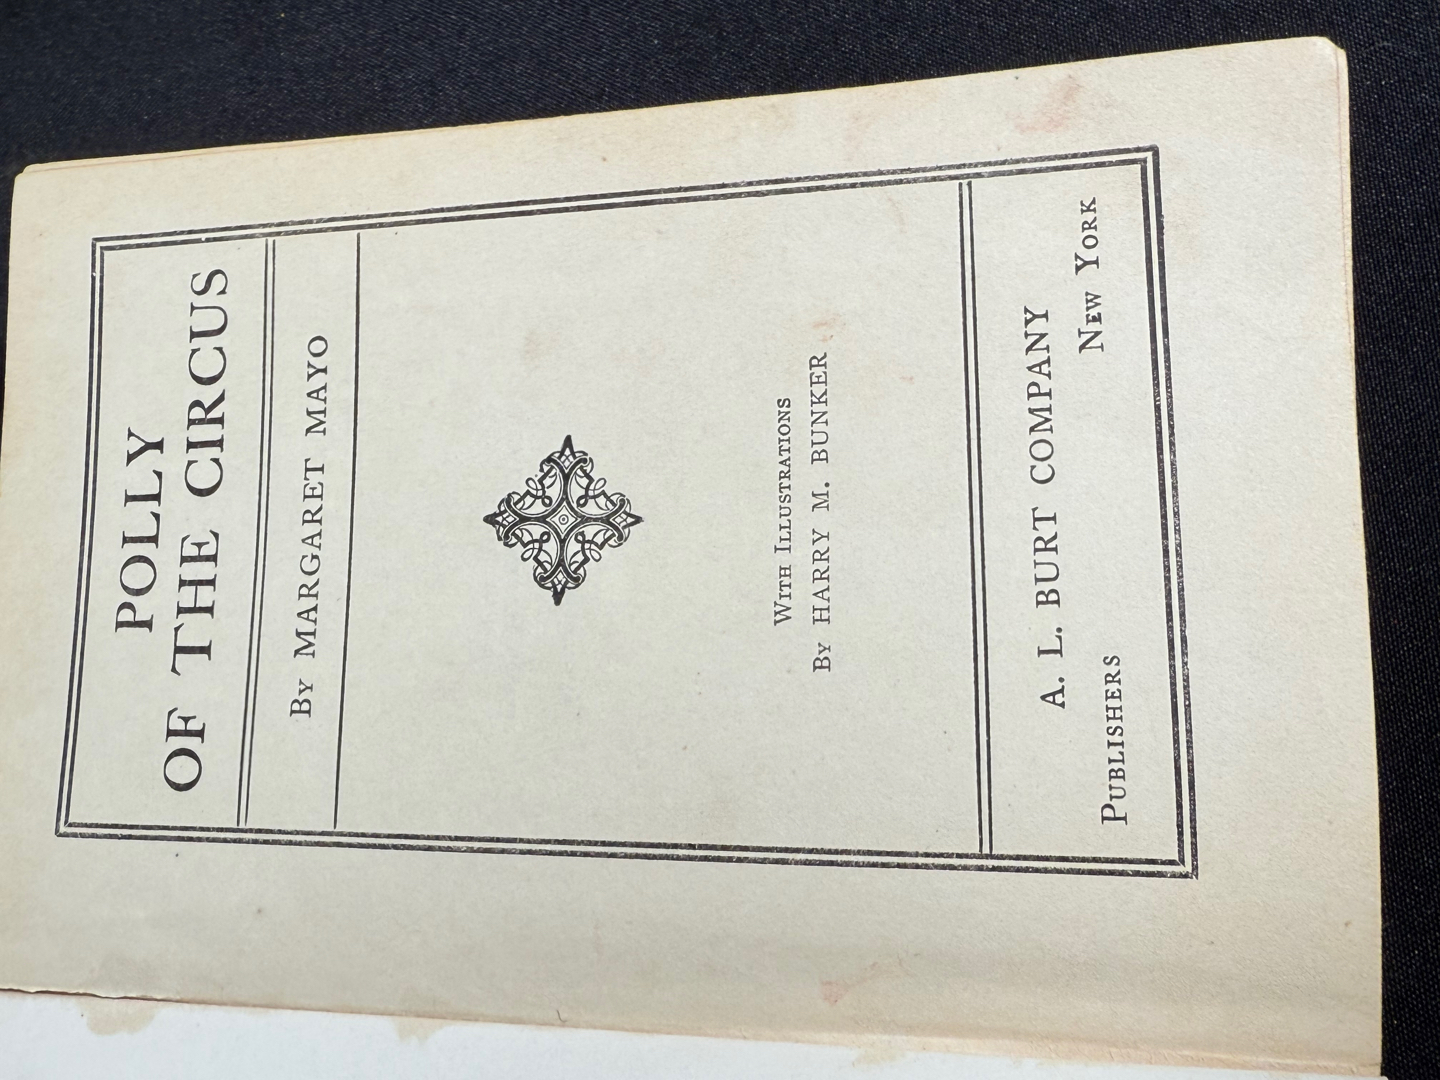 POLLY
OF THE CIRCUS
By MARGARET MAYO
With Illustrations
By HARRY M. BUNKER
A. L. BURT COMPANY
Publishers New York